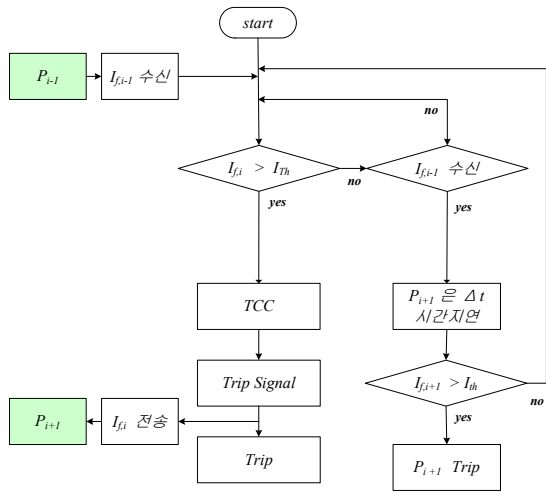 start
P_{i-1}
I_{f,i-1} 수신
no
I_{f,i} > I_{Th}
no
I_{f,i-1} 수신
yes
yes
TCC
P_{i+1} 은 Δt
시간지연
Trip Signal
I_{f,i+1} > I_{th}
no
P_{i+1}
I_{f,i} 전송
yes
Trip
P_{i+1} Trip